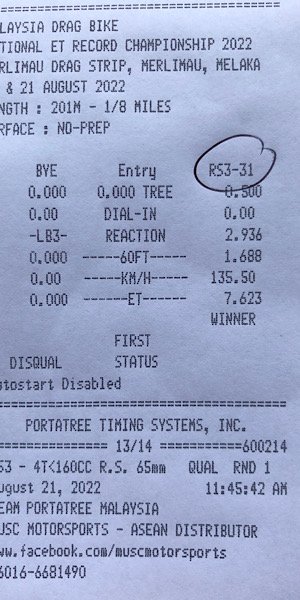 ==============================
LAYSIA DRAG BIKE
TIONAL ET RECORD CHAMPIONSHIP 2022
RLIMAU DRAG STRIP, MERLIMAU, MELAKA
& 21 AUGUST 2022
NGTH : 201M - 1/8 MILES
RFACE : NO-PREP
BYE Entry RS3-31
0.000 0.000 TREE 0.500
0.00 DIAL-IN 0.00
-LB3- REACTION 2.936
0.000 ------60FT----- 1.688
0.00 ------KM/H----- 135.50
0.000 -------ET------ 7.623
WINNER
FIRST
DISQUAL STATUS
tostart Disabled
==============================
PORTATREE TIMING SYSTEMS, INC.
============ 13/14 ===========600214
S3 - 4T<160CC R.S. 65mm QUAL RND 1
ugust 21, 2022 11:45:42 AM
EAM PORTATREE MALAYSIA
USC MOTORSPORTS - ASEAN DISTRIBUTOR
ww.facebook.com/muscmotorsports
6016-6681490